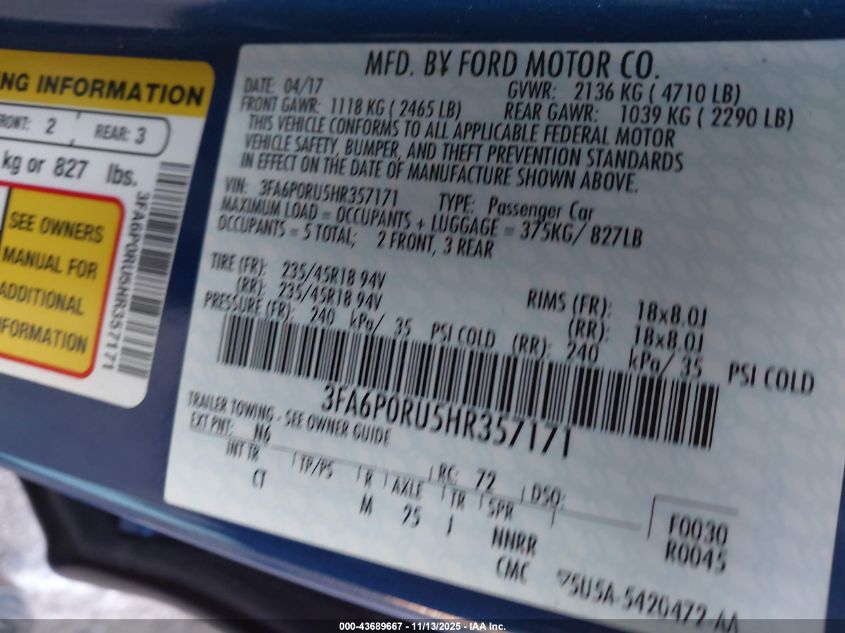 NG INFORMATION
FRONT: 2 REAR: 3
kg or 827 lbs.
SEE OWNERS
MANUAL FOR
ADDITIONAL
INFORMATION
3FA6P0RU5HR357171
MFD. BY FORD MOTOR CO.
DATE: 04/17 GVWR: 2136 KG ( 4710 LB)
FRONT GAWR: 1118 KG ( 2465 LB) REAR GAWR: 1039 KG ( 2290 LB)
THIS VEHICLE CONFORMS TO ALL APPLICABLE FEDERAL MOTOR
VEHICLE SAFETY, BUMPER, AND THEFT PREVENTION STANDARDS
IN EFFECT ON THE DATE OF MANUFACTURE SHOWN ABOVE.
VIN: 3FA6P0RU5HR357171 TYPE: Passenger Car
MAXIMUM LOAD = OCCUPANTS + LUGGAGE = 375KG/ 827LB
OCCUPANTS = 5 TOTAL; 2 FRONT, 3 REAR
TIRE (FR): 235/45R18 94V RIMS (FR): 18x8.0J
(RR): 235/45R18 94V (RR): 18x8.0J
PRESSURE (FR): 240 kPa/ 35 PSI COLD (RR): 240 kPa/ 35 PSI COLD
3FA6P0RU5HR357171
TRAILER TOWING - SEE OWNER GUIDE
EXT PNT: N6 RC: 72 DSO:
INT TR TP/PS R AXLE TR SPR F0030
CT M 25 J NNRR R0045
CMC 5U5A-5420472-AA
000-43689667 - 11/13/2025 - IAA Inc.